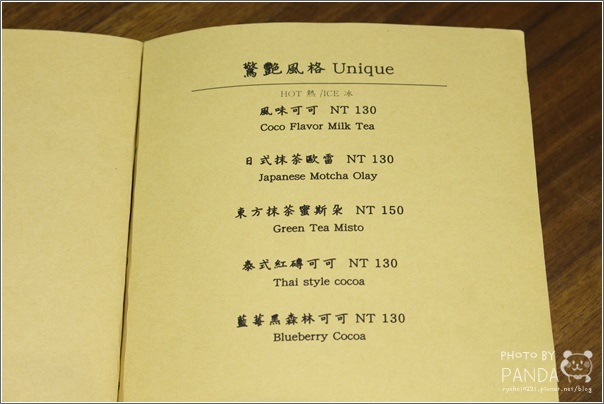 驚艷風格 Unique
HOT 熱 /ICE 冰
風味可可 NT 130
Coco Flavor Milk Tea
日式抹茶歐雷 NT 130
Japanese Motcha Olay
東方抹茶蜜斯朵 NT 150
Green Tea Misto
泰式紅磚可可 NT 130
Thai style cocoa
藍莓黑森林可可 NT 130
Blueberry Cocoa
PHOTO BY
PANDA